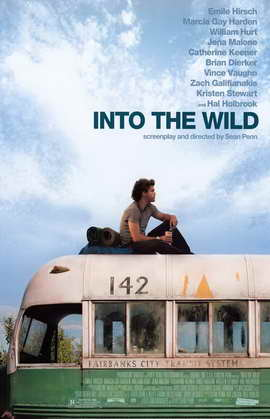 Emile Hirsch
Marcia Gay Harden
William Hurt
Jena Malone
Catherine Keener
Brian Dierker
Vince Vaughn
Zach Galifianakis
Kristen Stewart
and Hal Holbrook
INTO THE WILD
screenplay and directed by Sean Penn
142
FAIRBANKS CITY TRANSIT SYSTEM